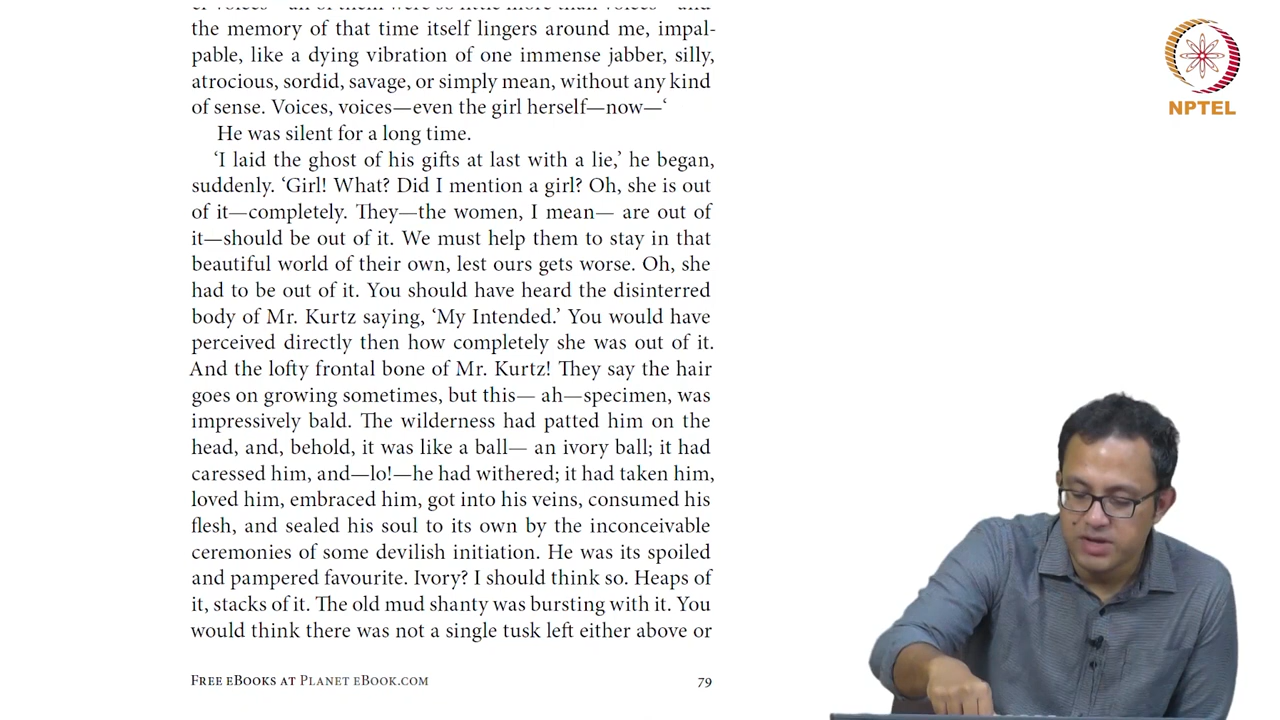 er voices—all of them were so little more than voices—and
the memory of that time itself lingers around me, impal-
pable, like a dying vibration of one immense jabber, silly,
atrocious, sordid, savage, or simply mean, without any kind
of sense. Voices, voices—even the girl herself—now—‘
He was silent for a long time.
‘I laid the ghost of his gifts at last with a lie,’ he began,
suddenly. ‘Girl! What? Did I mention a girl? Oh, she is out
of it—completely. They—the women, I mean— are out of
it—should be out of it. We must help them to stay in that
beautiful world of their own, lest ours gets worse. Oh, she
had to be out of it. You should have heard the disinterred
body of Mr. Kurtz saying, ‘My Intended.’ You would have
perceived directly then how completely she was out of it.
And the lofty frontal bone of Mr. Kurtz! They say the hair
goes on growing sometimes, but this— ah—specimen, was
impressively bald. The wilderness had patted him on the
head, and, behold, it was like a ball— an ivory ball; it had
caressed him, and—lo!—he had withered; it had taken him,
loved him, embraced him, got into his veins, consumed his
flesh, and sealed his soul to its own by the inconceivable
ceremonies of some devilish initiation. He was its spoiled
and pampered favourite. Ivory? I should think so. Heaps of
it, stacks of it. The old mud shanty was bursting with it. You
would think there was not a single tusk left either above or
FREE EBOOKS AT PLANET EBOOK.COM
79
NPTEL